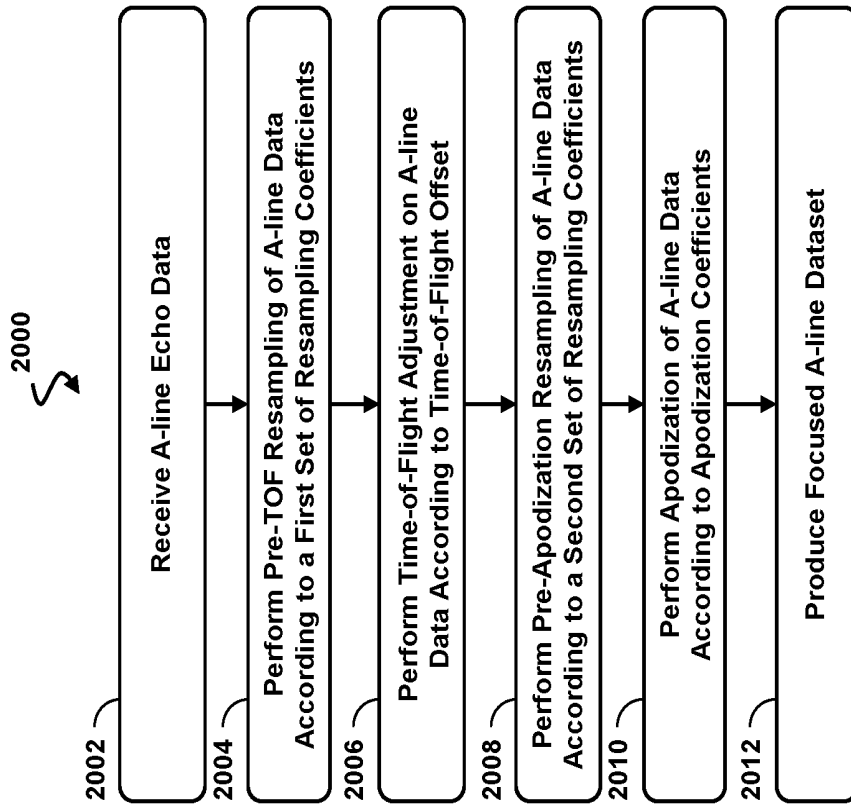 2000
2002
Receive A-line Echo Data
2004
Perform Pre-TOF Resampling of A-line Data
According to a First Set of Resampling Coefficients
2006
Perform Time-of-Flight Adjustment on A-line
Data According to Time-of-Flight Offset
2008
Perform Pre-Apodization Resampling of A-line Data
According to a Second Set of Resampling Coefficients
2010
Perform Apodization of A-line Data
According to Apodization Coefficients
2012
Produce Focused A-line Dataset